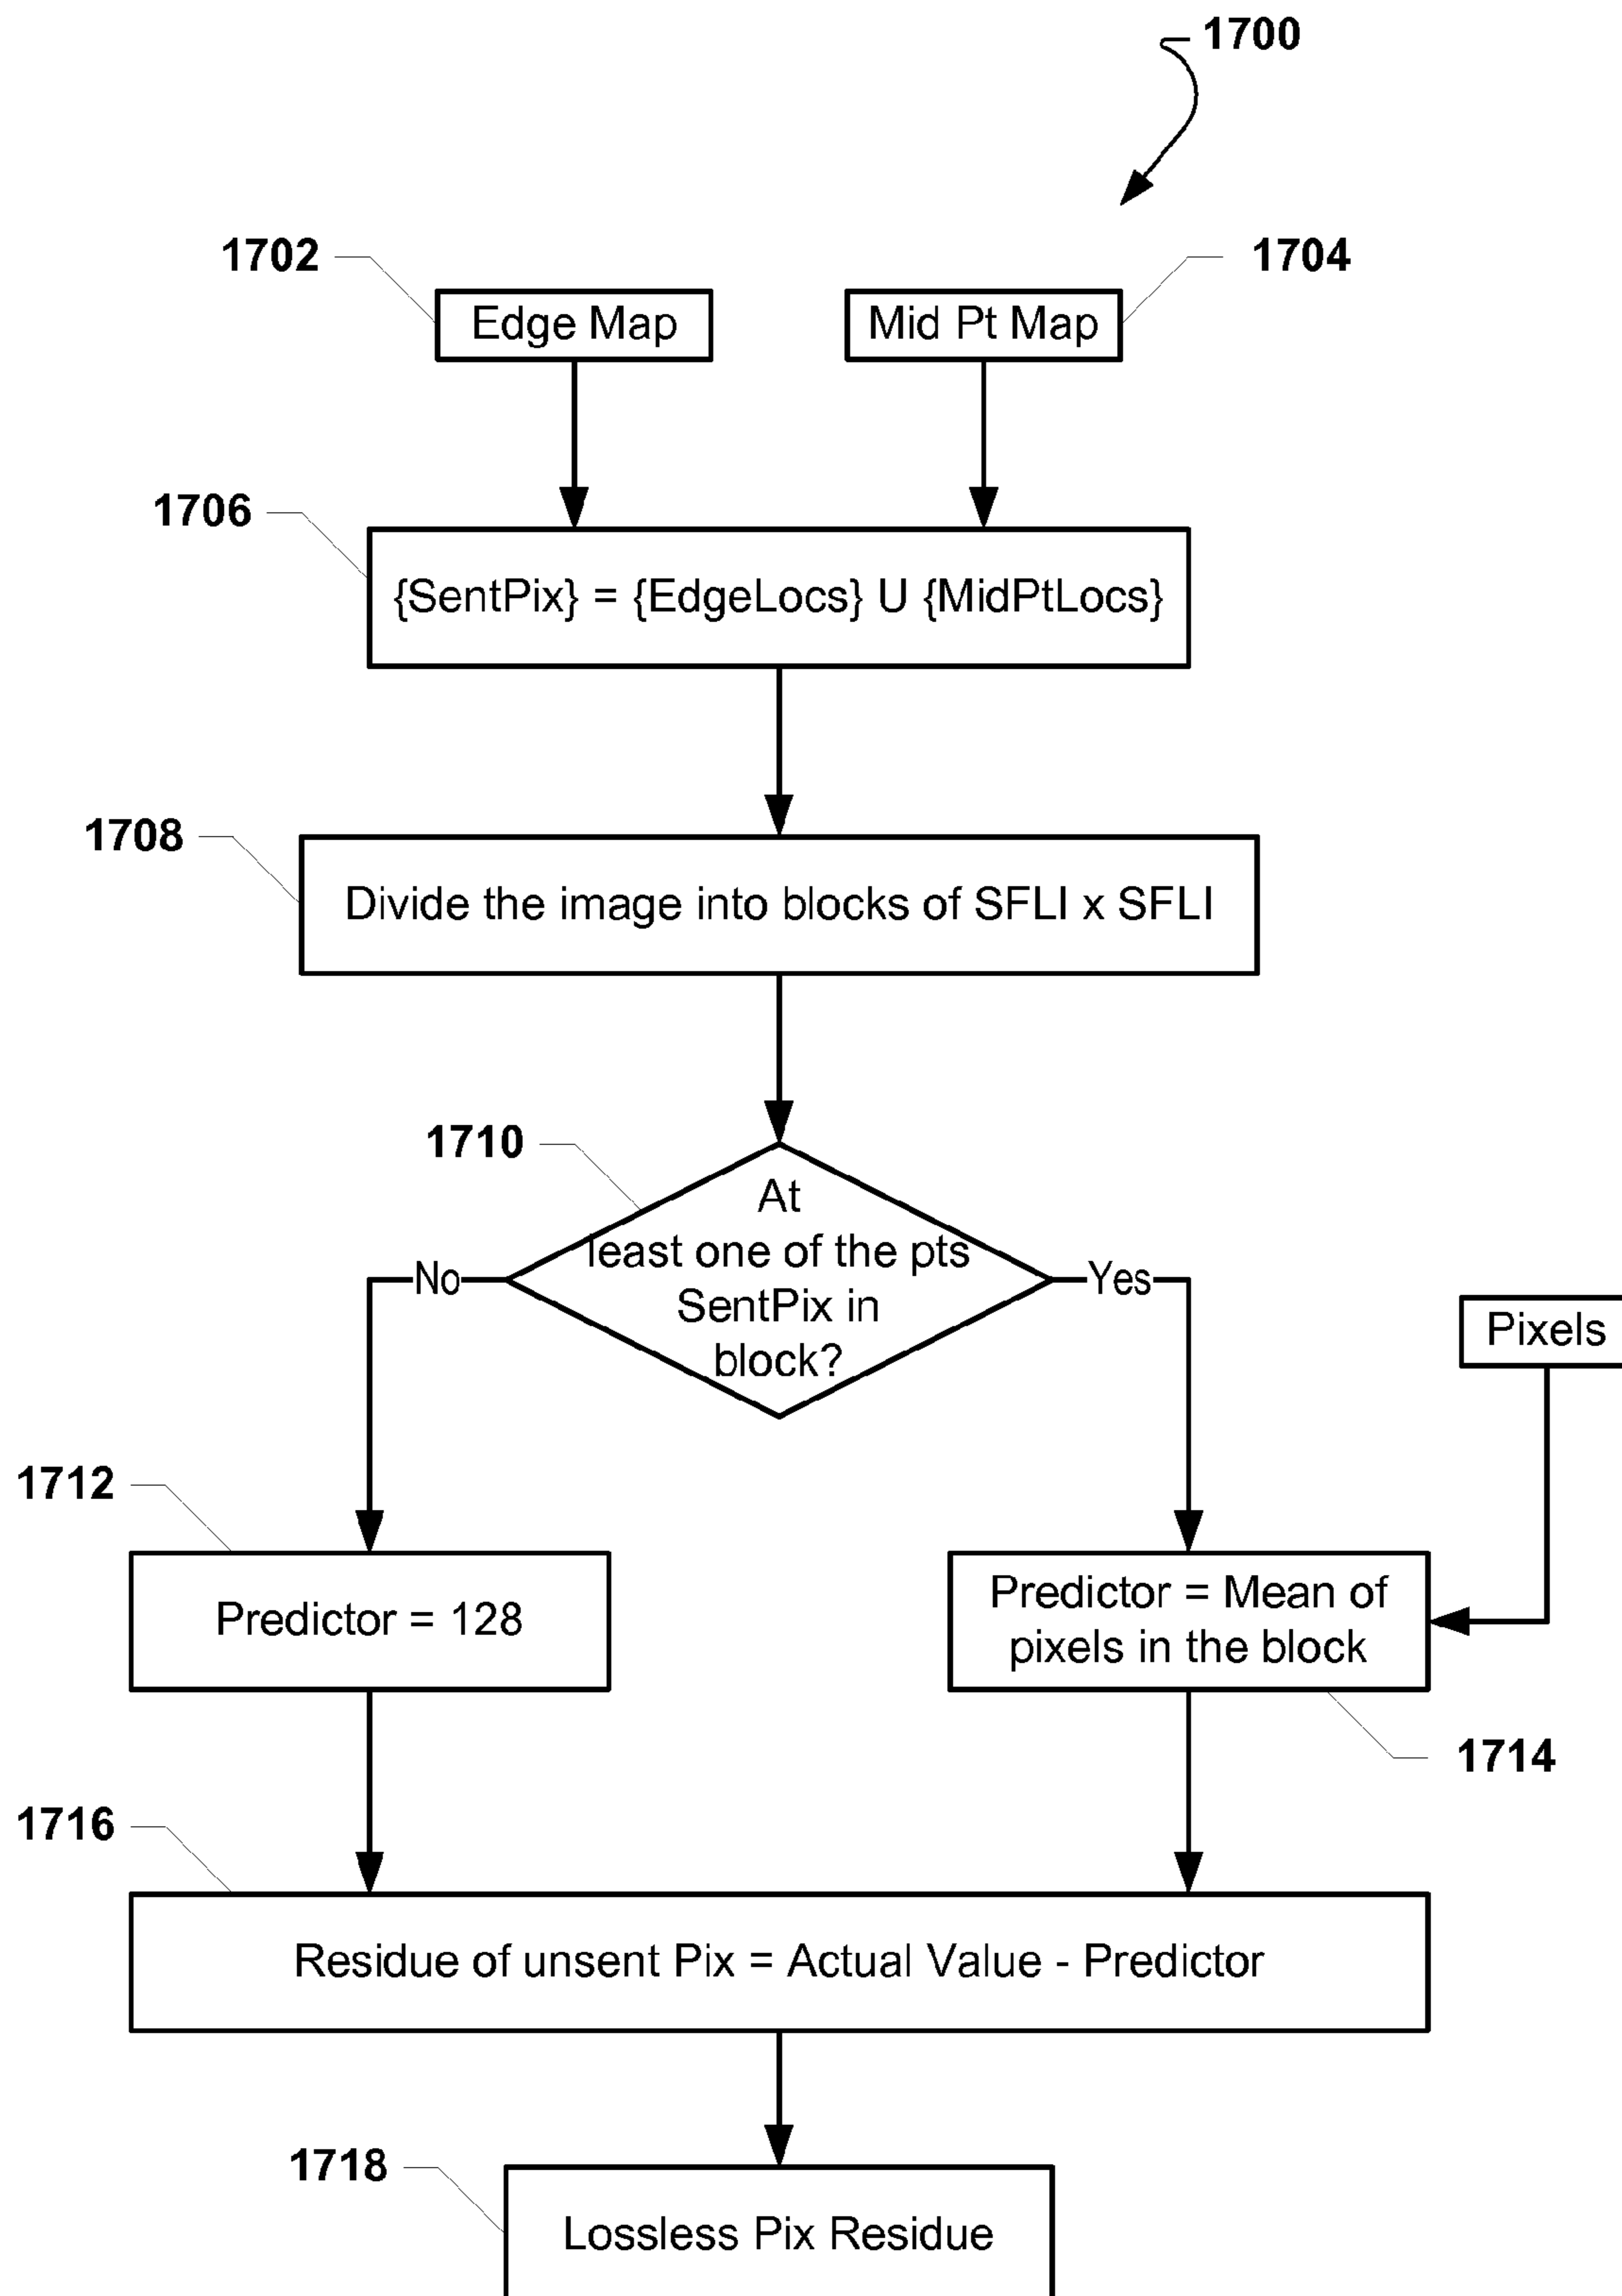 1700
1702
1704
Edge Map
Mid Pt Map
1706
{SentPix} = {EdgeLocs} U {MidPtLocs}
1708
Divide the image into blocks of SFLI x SFLI
1710
At
least one of the pts
SentPix in
block?
No
Yes
Pixels
1712
Predictor = 128
Predictor = Mean of
pixels in the block
1714
1716
Residue of unsent Pix = Actual Value - Predictor
1718
Lossless Pix Residue